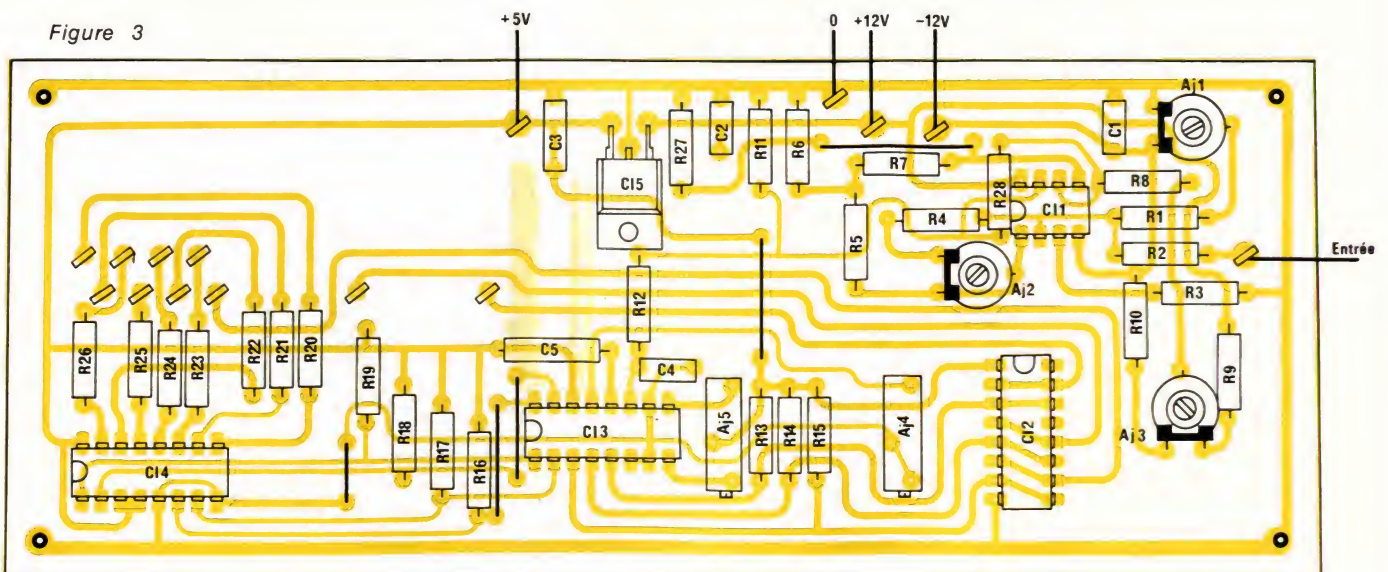 Figure 3
+5V
0 +12V -12V
Aj1
C3
R27
C2
R11
R6
C1
R7
CI5
R28
R8
CI1
R4
R1
R5
R2
Entrée
Aj2
R12
R10
R3
R26
R25
R24
R23
R22
R21
R20
R19
C5
C4
R9
R18
R17
R16
CI3
Aj5
R13
R14
R15
Aj4
CI2
Aj3
CI4